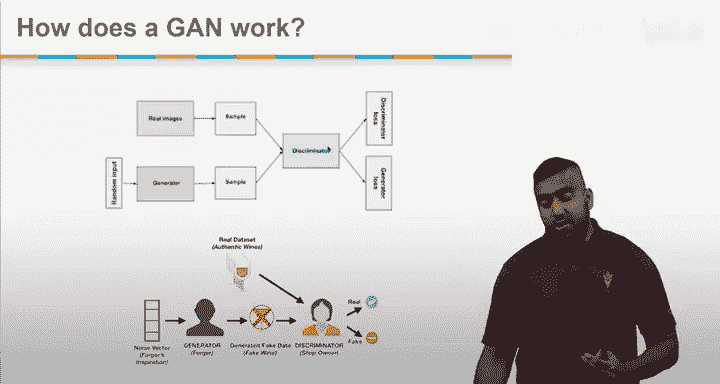 How does a GAN work?
Real images
Sample
Discriminator
loss
Discriminator
Random input
Generator
Sample
Generator
loss
Real Dataset
(Authentic Wines)
Real
Fake
Noise Vector
(Forger's
Inspiration)
GENERATOR
(Forger)
Generated Fake Data
(Fake Wine)
DISCRIMINATOR
(Shop Owner)